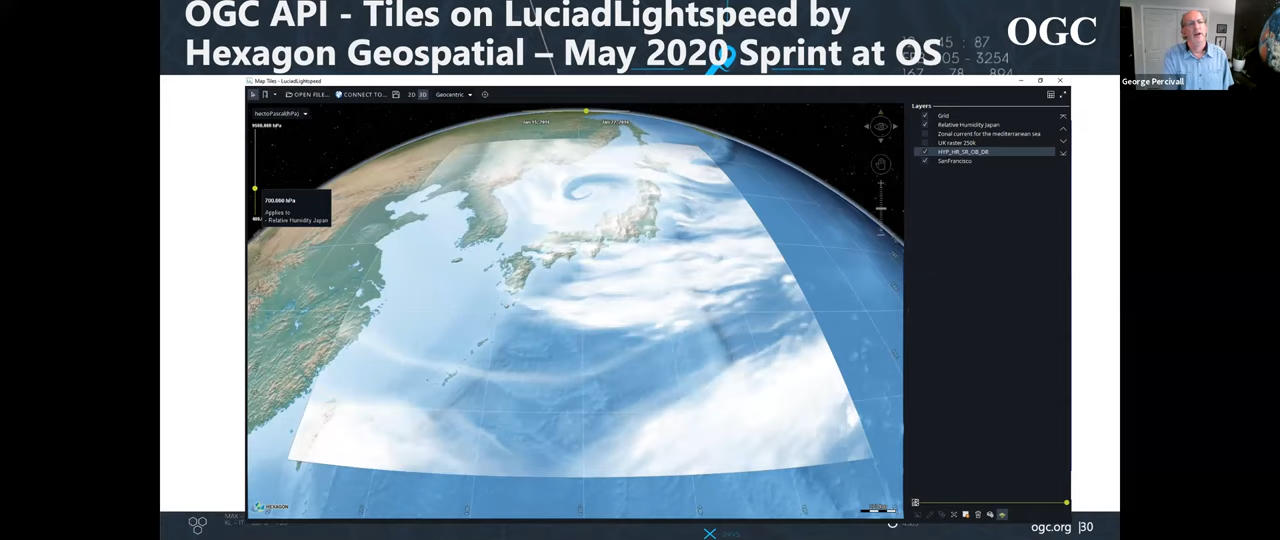 OGC API - Tiles on LuciadLightspeed by
Hexagon Geospatial – May 2020 Sprint at OS
OGC
George Percivall
Map Tiles - LuciadLightspeed
OPEN FILE...
CONNECT TO...
2D
3D
Geocentric
hectoPascal(hPa)
700.000 hPa
Applies to
- Relative Humidity Japan
Layers
Grid
Relative Humidity Japan
Zonal current for the mediterranean sea
UK raster 250k
HYP_HR_SR_OB_DR
SanFrancisco
HEXAGON
ogc.org |30